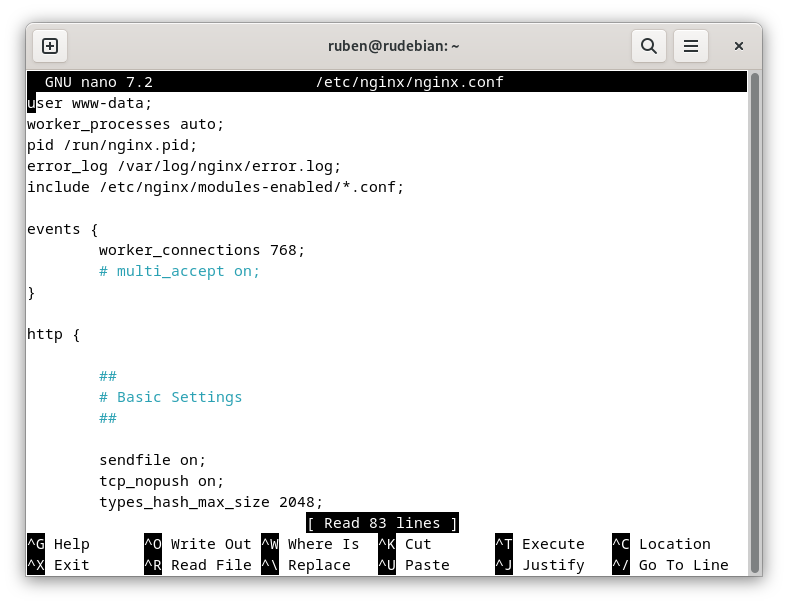 ruben@rudebian: ~
GNU nano 7.2 /etc/nginx/nginx.conf
user www-data;
worker_processes auto;
pid /run/nginx.pid;
error_log /var/log/nginx/error.log;
include /etc/nginx/modules-enabled/*.conf;

events {
        worker_connections 768;
        # multi_accept on;
}

http {

        ##
        # Basic Settings
        ##

        sendfile on;
        tcp_nopush on;
        types_hash_max_size 2048;
[ Read 83 lines ]
^G Help ^O Write Out ^W Where Is ^K Cut ^T Execute ^C Location
^X Exit ^R Read File ^\ Replace ^U Paste ^J Justify ^/ Go To Line